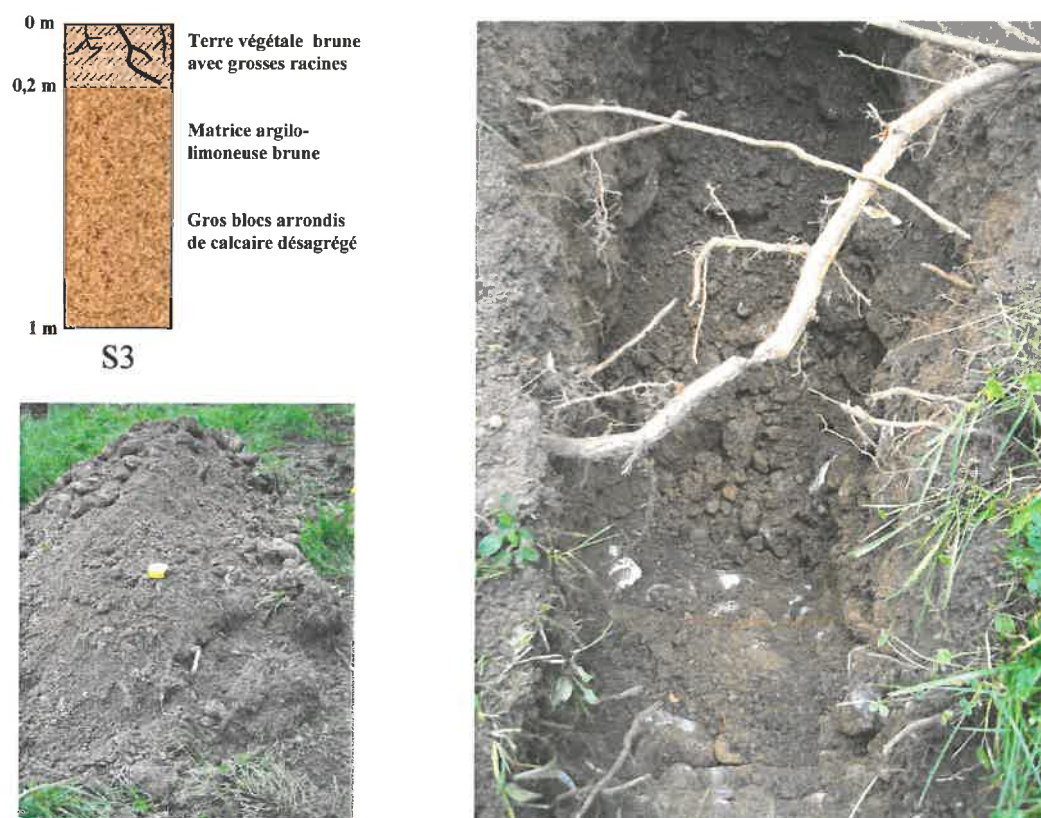 0 m
Terre végétale brune
avec grosses racines
0,2 m
Matrice argilo-
limoneuse brune
Gros blocs arrondis
de calcaire désagrégé
1 m
S3